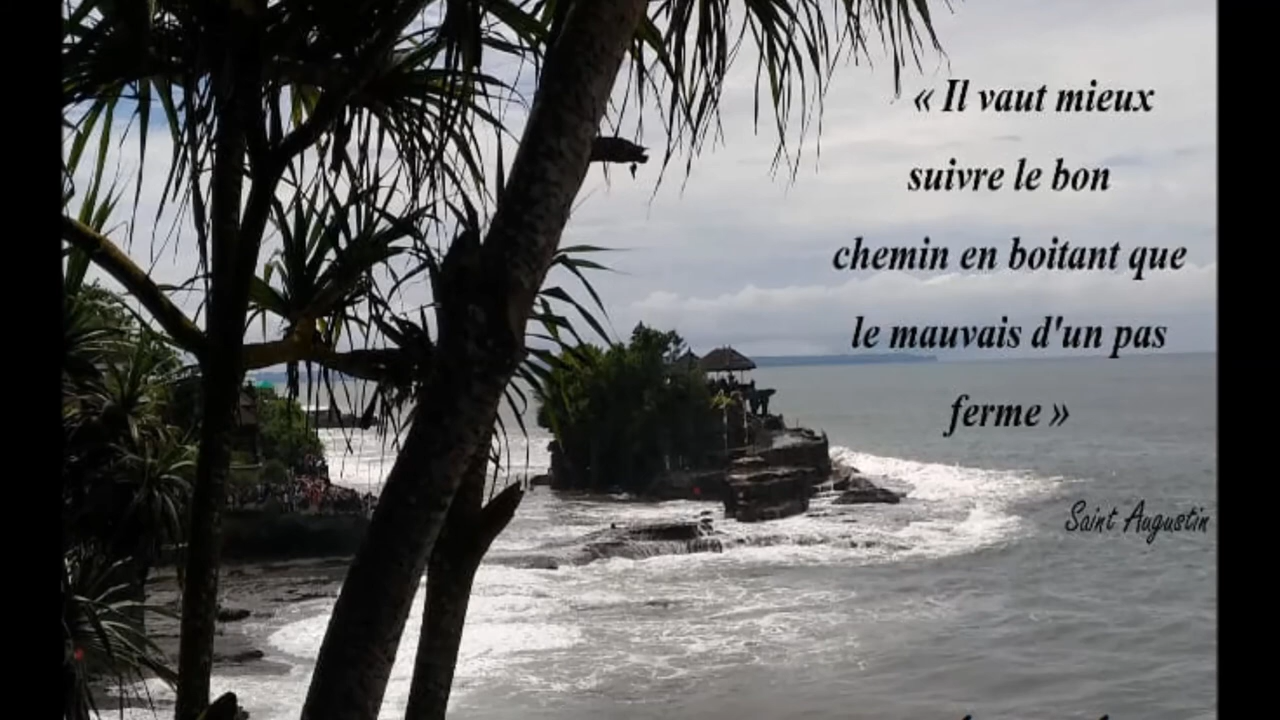 « Il vaut mieux
suivre le bon
chemin en boitant que
le mauvais d'un pas
ferme »
Saint Augustin